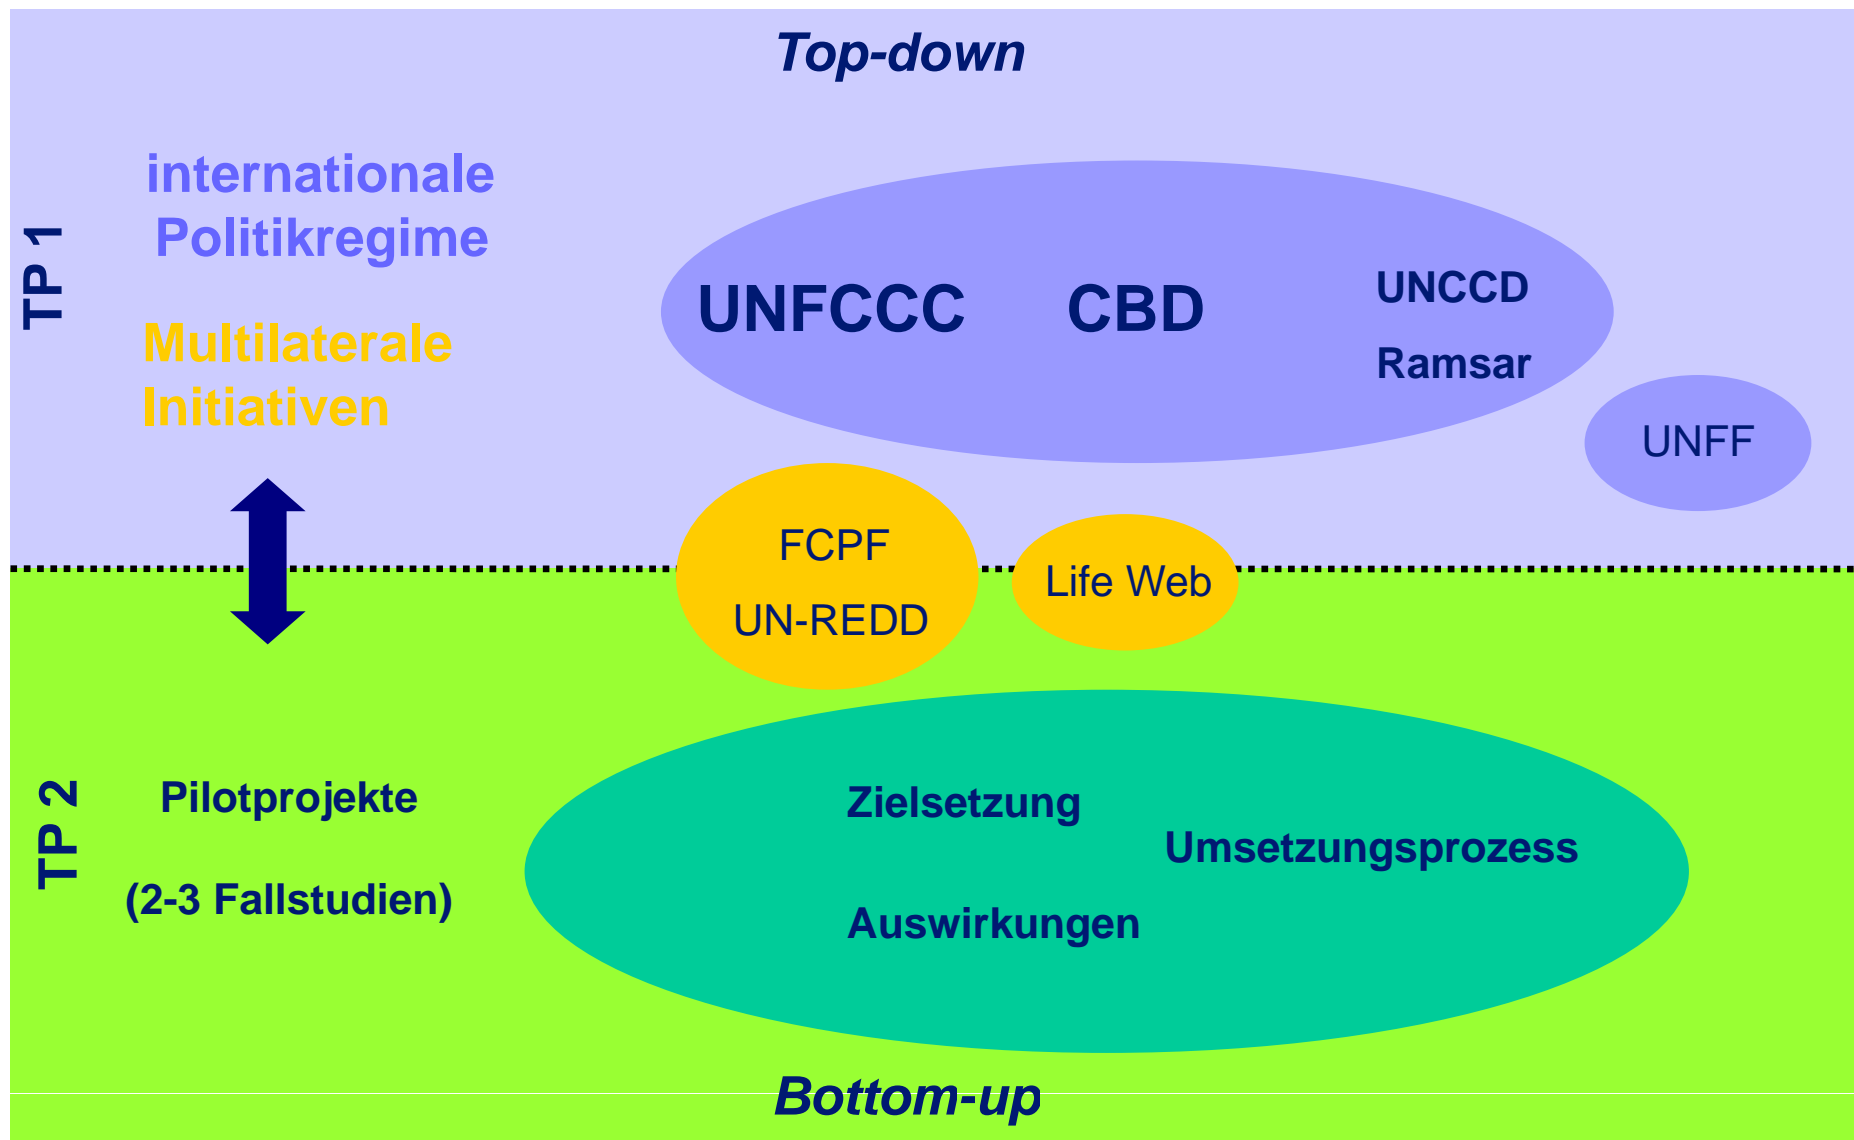 Top-down
TP 1
internationale
Politikregime
Multilaterale
Initiativen
UNFCCC
CBD
UNCCD
Ramsar
UNFF
FCPF
UN-REDD
Life Web
TP 2
Pilotprojekte
(2-3 Fallstudien)
Zielsetzung
Umsetzungsprozess
Auswirkungen
Bottom-up